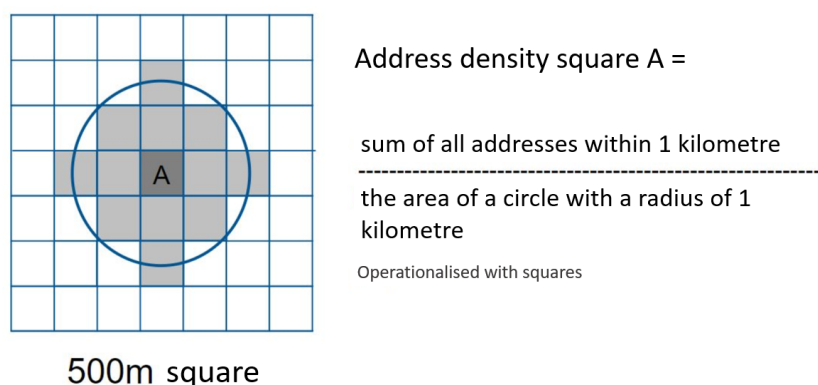 Address density square A =
A
sum of all addresses within 1 kilometre
the area of a circle with a radius of 1
kilometre
Operationalised with squares
500m square